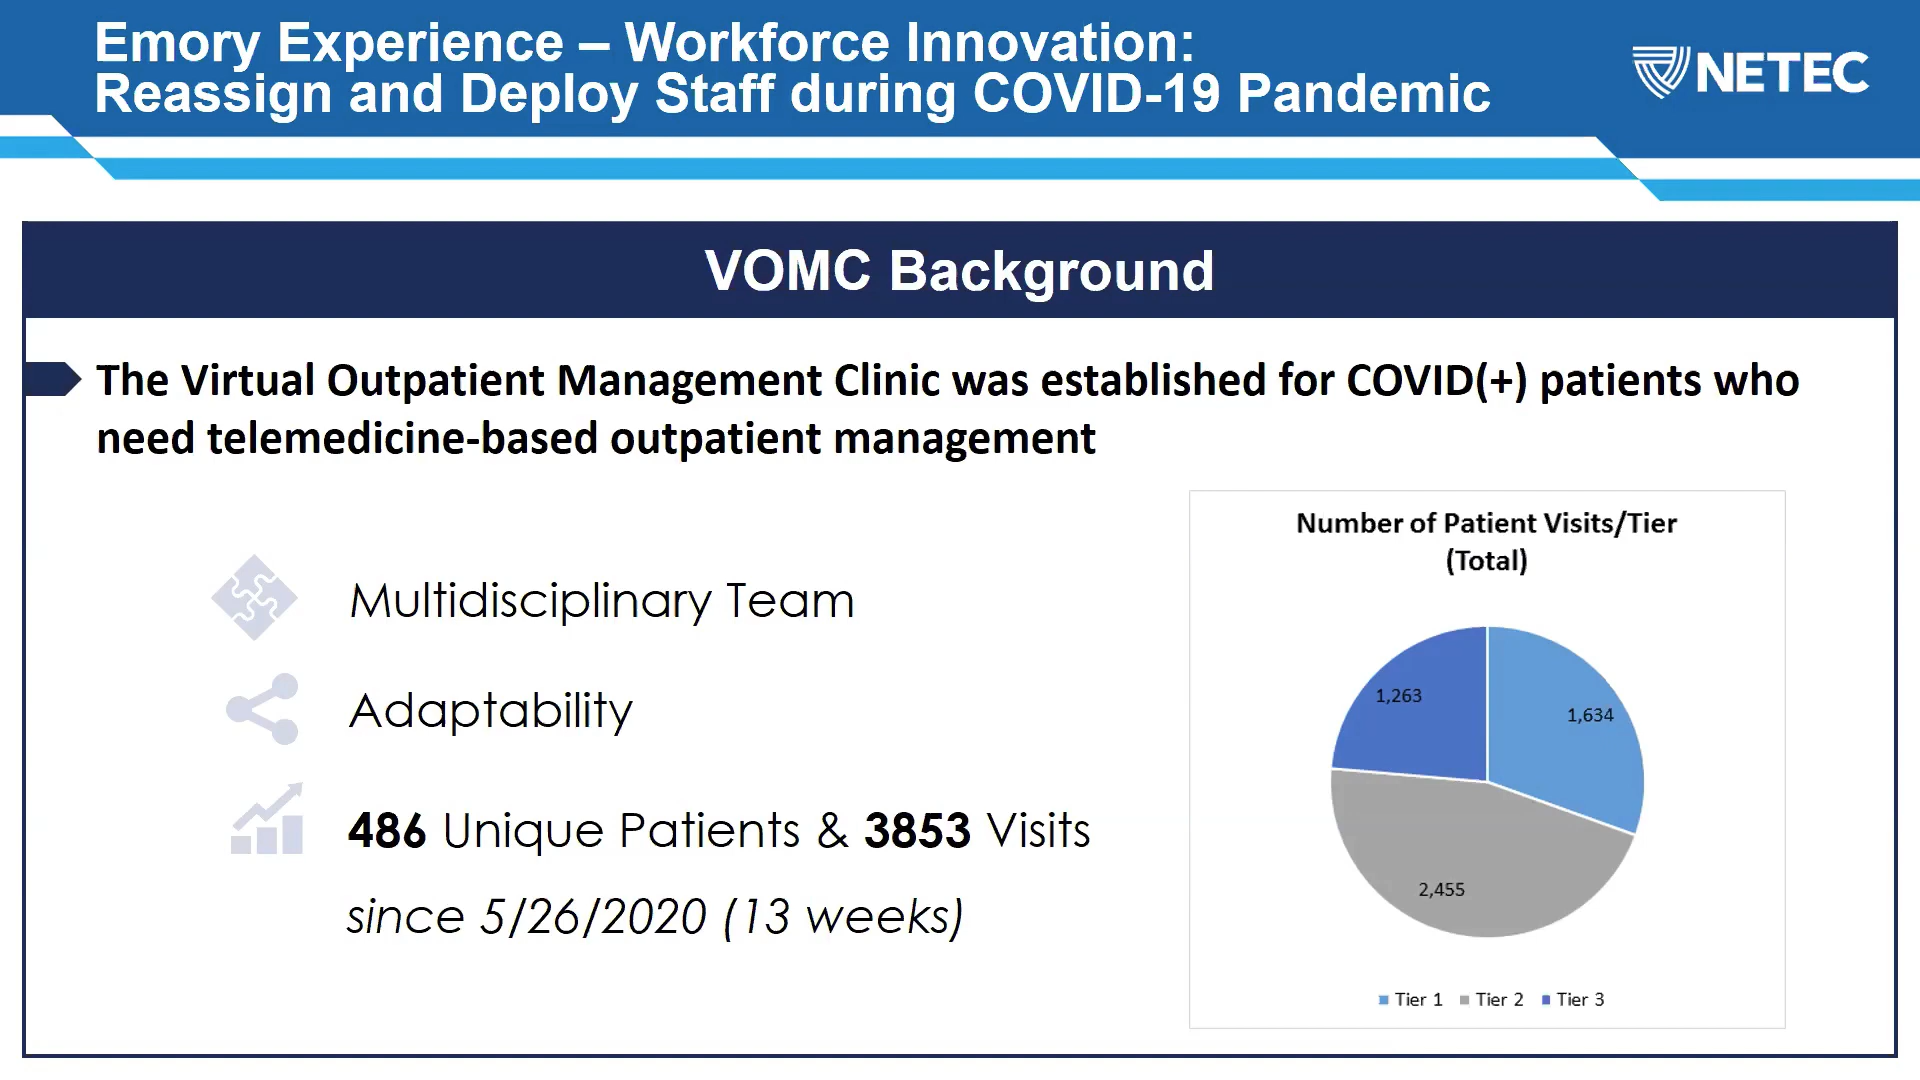 Emory Experience – Workforce Innovation:
Reassign and Deploy Staff during COVID-19 Pandemic
NETEC
VOMC Background
The Virtual Outpatient Management Clinic was established for COVID(+) patients who
need telemedicine-based outpatient management
Multidisciplinary Team
Adaptability
486 Unique Patients & 3853 Visits
since 5/26/2020 (13 weeks)
Number of Patient Visits/Tier
(Total)
1,263
1,634
2,455
Tier 1 Tier 2 Tier 3